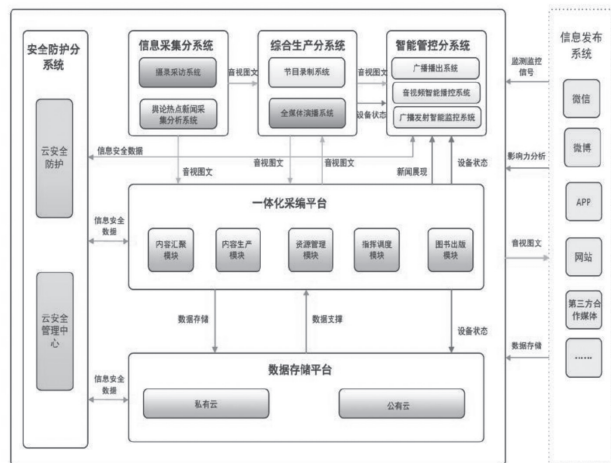 安全防护分
系统
云安全
防护
云安全
管理中
心
信息采集分系统
摄录采访系统
舆论热点新闻采
集分析系统
音视图文
综合生产分系统
节目录制系统
全媒体演播系统
音视图文
设备状态
智能管控分系统
广播播出系统
音视频智能播控系统
广播发射智能监控系统
信息安全数据
音视图文
音视图文
音视图文
新闻展现
设备状态
信息安全
数据
一体化采编平台
内容汇聚
模块
内容生产
模块
资源管理
模块
指挥调度
模块
图书出版
模块
数据存储
数据支撑
设备状态
信息安全
数据
数据存储平台
私有云
公有云
监测监控
信号
影响力分析
音视图文
数据存储
信息发布
系统
微信
微博
APP
网站
第三方合
作媒体
……